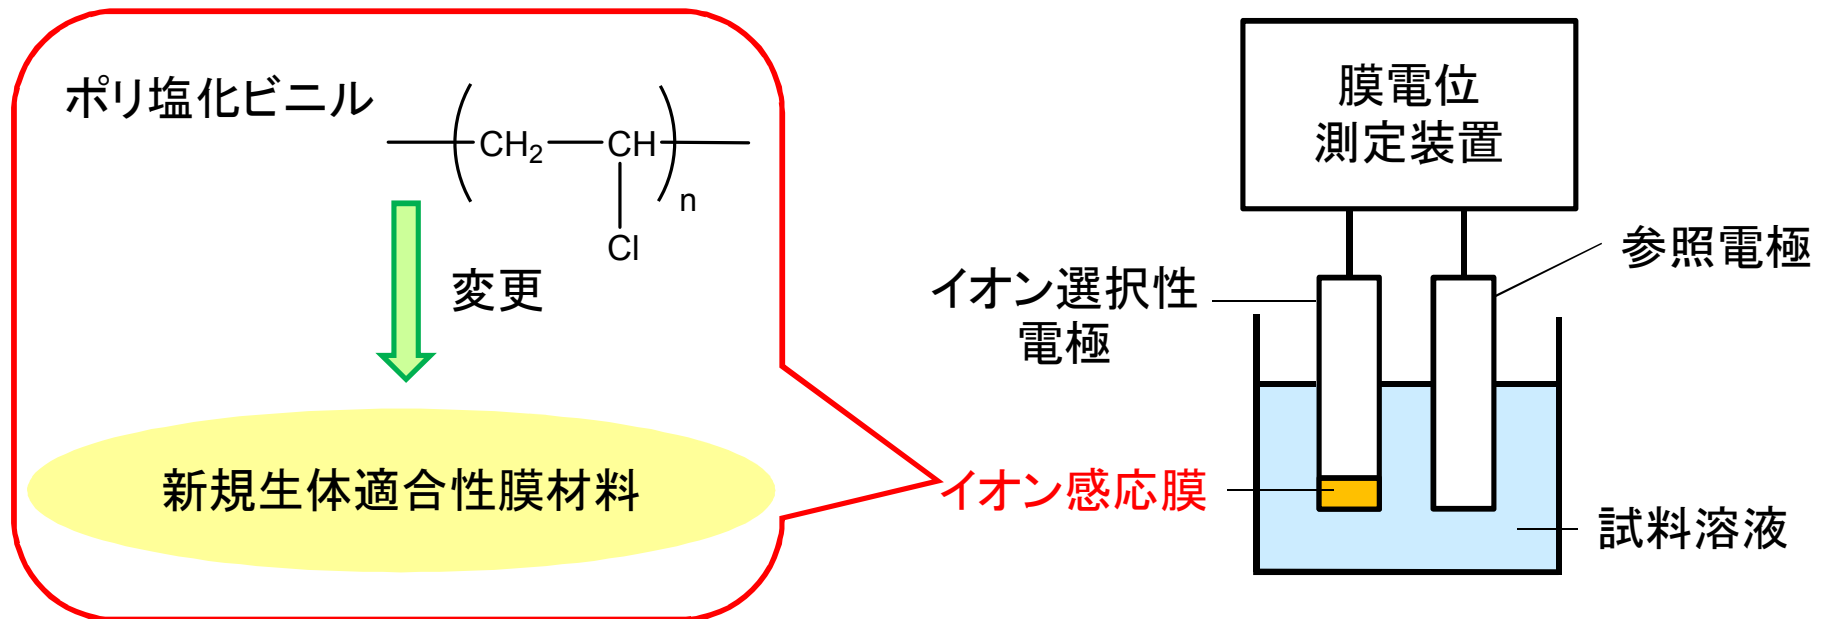 ポリ塩化ビニル
CH2
CH
n
Cl
変更
新規生体適合性膜材料
膜電位
測定装置
参照電極
イオン選択性
電極
イオン感応膜
試料溶液